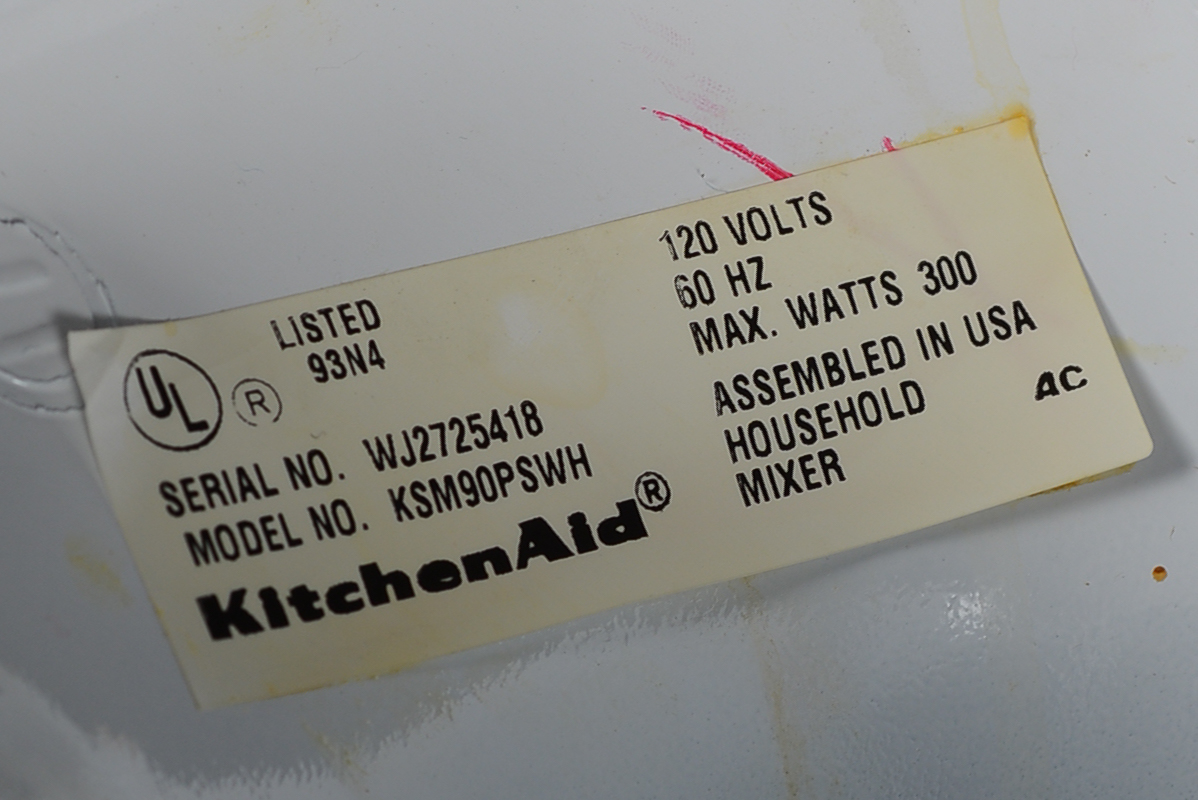 UL ®
LISTED
93N4
SERIAL NO. WJ2725418
MODEL NO. KSM90PSWH
KitchenAid®
120 VOLTS
60 HZ
MAX. WATTS 300
ASSEMBLED IN USA
HOUSEHOLD
MIXER
AC